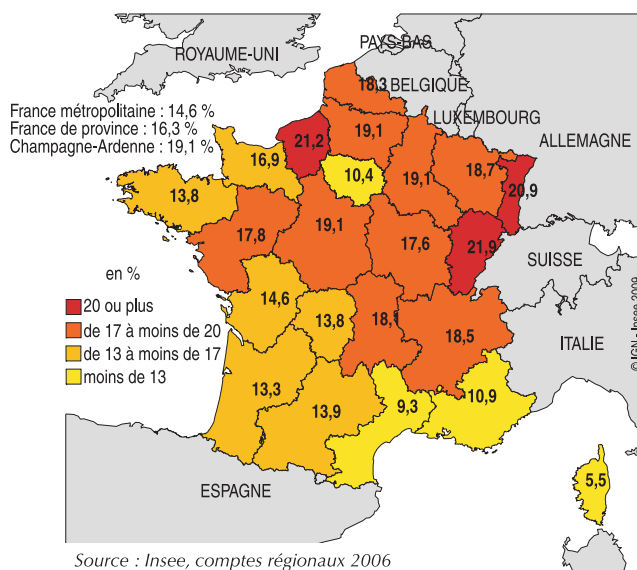 ROYAUME-UNI
PAYS-BAS
18,3
BELGIQUE
LUXEMBOURG
ALLEMAGNE
France métropolitaine : 14,6 %
France de province : 16,3 %
Champagne-Ardenne : 19,1 %
21,2
19,1
16,9
10,4
19,1
18,7
20,9
13,8
17,8
19,1
17,6
21,9
SUISSE
en %
20 ou plus
de 17 à moins de 20
de 13 à moins de 17
moins de 13
14,6
13,8
18,1
18,5
ITALIE
© IGN - Insee 2009
13,3
13,9
9,3
10,9
5,5
ESPAGNE
Source : Insee, comptes régionaux 2006